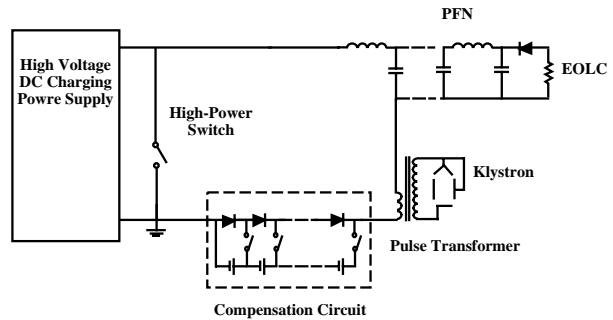 PFN
High Voltage
DC Charging
Powre Supply
EOLC
High-Power
Switch
Klystron
Pulse Transformer
Compensation Circuit